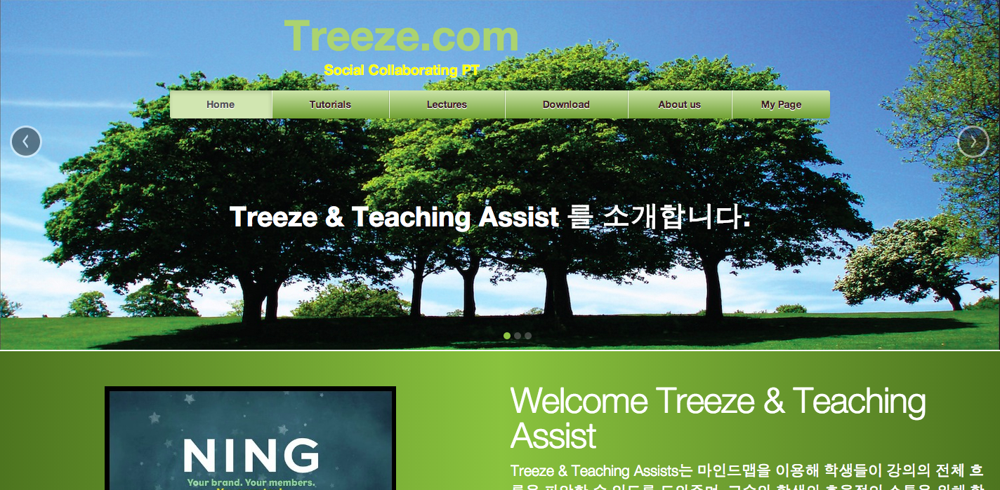 Treeze.com
Social Collaborating PT
Home Tutorials Lectures Download About us My Page
Treeze & Teaching Assist 를 소개합니다.
NING
Your brand. Your members.
Welcome Treeze & Teaching
Assist
Treeze & Teaching Assists는 마인드맵을 이용해 학생들이 강의의 전체 흐